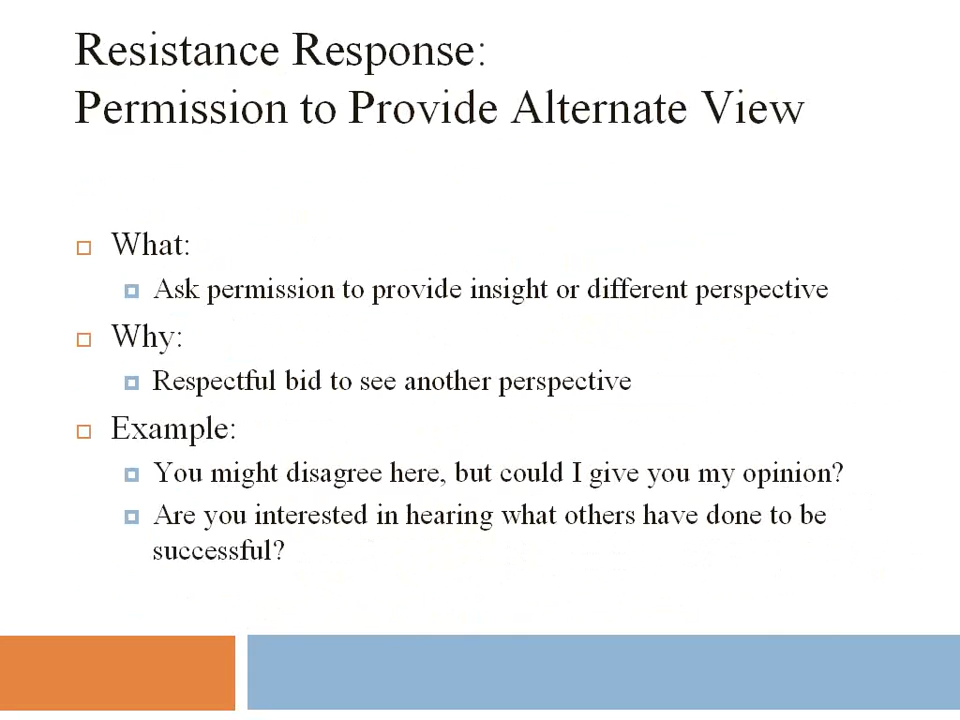 Resistance Response:
Permission to Provide Alternate View
What:
Ask permission to provide insight or different perspective
Why:
Respectful bid to see another perspective
Example:
You might disagree here, but could I give you my opinion?
Are you interested in hearing what others have done to be
successful?